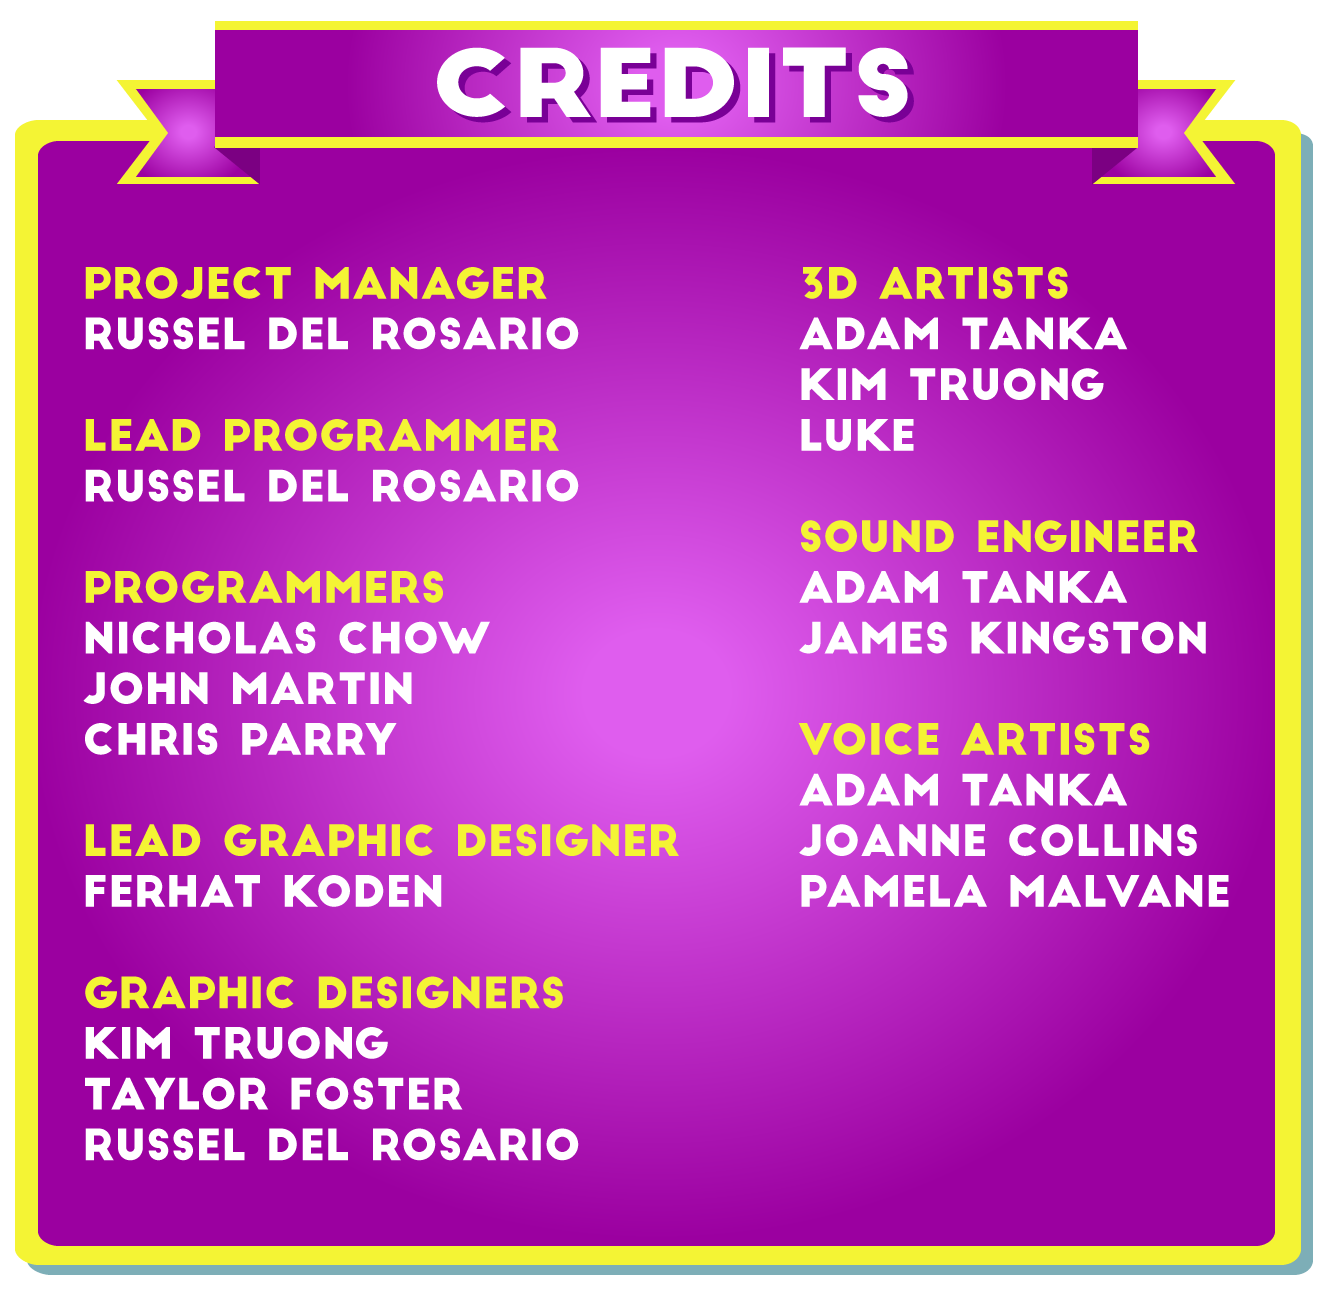 CREDITS
PROJECT MANAGER
RUSSEL DEL ROSARIO
LEAD PROGRAMMER
RUSSEL DEL ROSARIO
PROGRAMMERS
NICHOLAS CHOW
JOHN MARTIN
CHRIS PARRY
LEAD GRAPHIC DESIGNER
FERHAT KODEN
GRAPHIC DESIGNERS
KIM TRUONG
TAYLOR FOSTER
RUSSEL DEL ROSARIO
3D ARTISTS
ADAM TANKA
KIM TRUONG
LUKE
SOUND ENGINEER
ADAM TANKA
JAMES KINGSTON
VOICE ARTISTS
ADAM TANKA
JOANNE COLLINS
PAMELA MALVANE